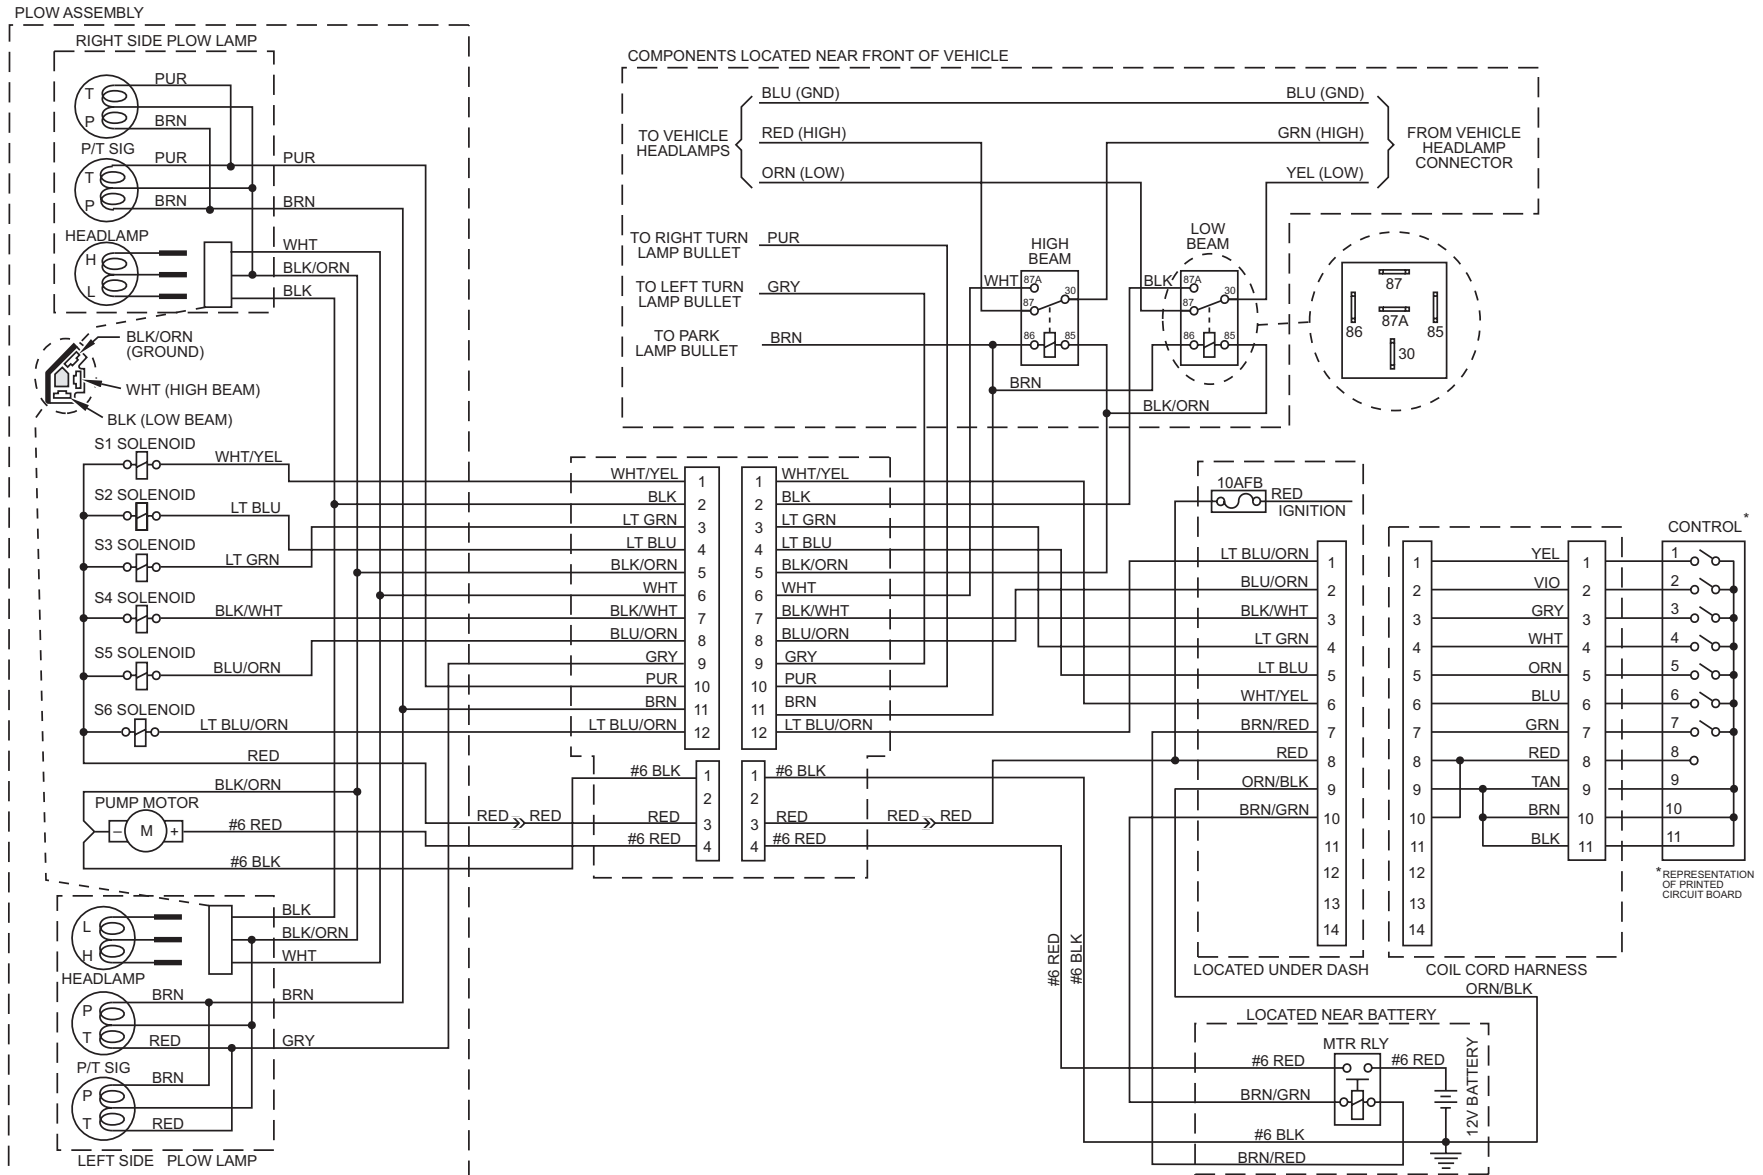 PLOW ASSEMBLY
RIGHT SIDE PLOW LAMP
T
P
PUR
BRN
P/T SIG
T
P
PUR
PUR
BRN
BRN
HEADLAMP
H
L
WHT
BLK/ORN
BLK
BLK/ORN
(GROUND)
WHT (HIGH BEAM)
BLK (LOW BEAM)
S1 SOLENOID
WHT/YEL
S2 SOLENOID
LT BLU
S3 SOLENOID
LT GRN
S4 SOLENOID
BLK/WHT
S5 SOLENOID
BLU/ORN
S6 SOLENOID
LT BLU/ORN
RED
BLK/ORN
PUMP MOTOR
–
M
+
#6 RED
#6 BLK
L
H
BLK
BLK/ORN
WHT
HEADLAMP
P
T
BRN
BRN
RED
GRY
P/T SIG
P
T
BRN
RED
LEFT SIDE PLOW LAMP
COMPONENTS LOCATED NEAR FRONT OF VEHICLE
TO VEHICLE
HEADLAMPS
BLU (GND)
BLU (GND)
RED (HIGH)
GRN (HIGH)
ORN (LOW)
YEL (LOW)
FROM VEHICLE
HEADLAMP
CONNECTOR
TO RIGHT TURN
LAMP BULLET
PUR
TO LEFT TURN
LAMP BULLET
GRY
TO PARK
LAMP BULLET
BRN
HIGH
BEAM
WHT
87A
30
87
86
85
LOW
BEAM
BLK
87A
30
87
86
85
BRN
BLK/ORN
87
87A
86
85
30
WHT/YEL 1
BLK 2
LT GRN 3
LT BLU 4
BLK/ORN 5
WHT 6
BLK/WHT 7
BLU/ORN 8
GRY 9
PUR 10
BRN 11
LT BLU/ORN 12
1 WHT/YEL
2 BLK
3 LT GRN
4 LT BLU
5 BLK/ORN
6 WHT
7 BLK/WHT
8 BLU/ORN
9 GRY
10 PUR
11 BRN
12 LT BLU/ORN
#6 BLK 1
2
RED RED RED 3
#6 RED 4
1 #6 BLK
2
3 RED RED RED
4 #6 RED
10AFB
RED
IGNITION
LT BLU/ORN 1
BLU/ORN 2
BLK/WHT 3
LT GRN 4
LT BLU 5
WHT/YEL 6
BRN/RED 7
RED 8
ORN/BLK 9
BRN/GRN 10
11
12
13
14
LOCATED UNDER DASH
1 YEL 1
2 VIO 2
3 GRY 3
4 WHT 4
5 ORN 5
6 BLU 6
7 GRN 7
8 RED 8
9 TAN 9
10 BRN 10
11 BLK 11
12
13
14
COIL CORD HARNESS
CONTROL *
1
2
3
4
5
6
7
8
9
10
11
* REPRESENTATION
OF PRINTED
CIRCUIT BOARD
#6 RED
#6 BLK
ORN/BLK
LOCATED NEAR BATTERY
MTR RLY
#6 RED
#6 RED
BRN/GRN
#6 BLK
BRN/RED
12V BATTERY